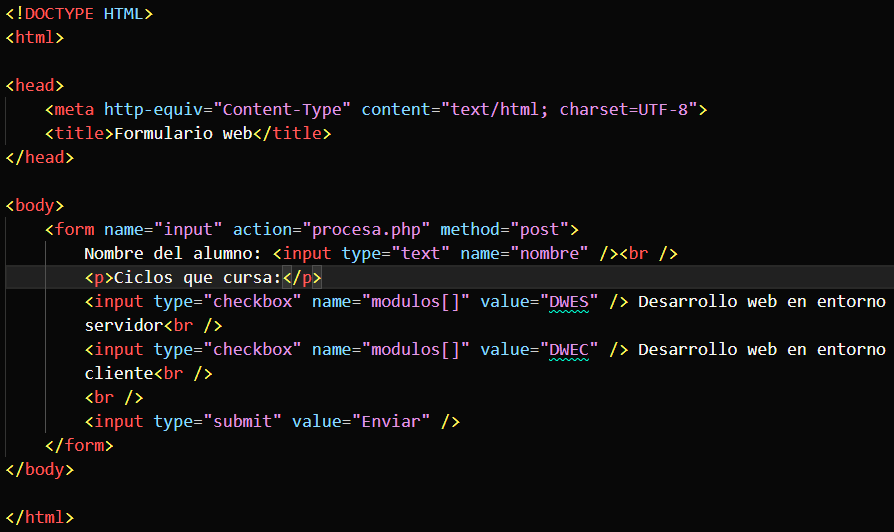 <!DOCTYPE HTML>
<html>
<head>
<meta http-equiv="Content-Type" content="text/html; charset=UTF-8">
<title>Formulario web</title>
</head>
<body>
<form name="input" action="procesa.php" method="post">
Nombre del alumno: <input type="text" name="nombre" /><br />
<p>Ciclos que cursa:</p>
<input type="checkbox" name="modulos[]" value="DWES" /> Desarrollo web en entorno
servidor<br />
<input type="checkbox" name="modulos[]" value="DWEC" /> Desarrollo web en entorno
cliente<br />
<br />
<input type="submit" value="Enviar" />
</form>
</body>
</html>